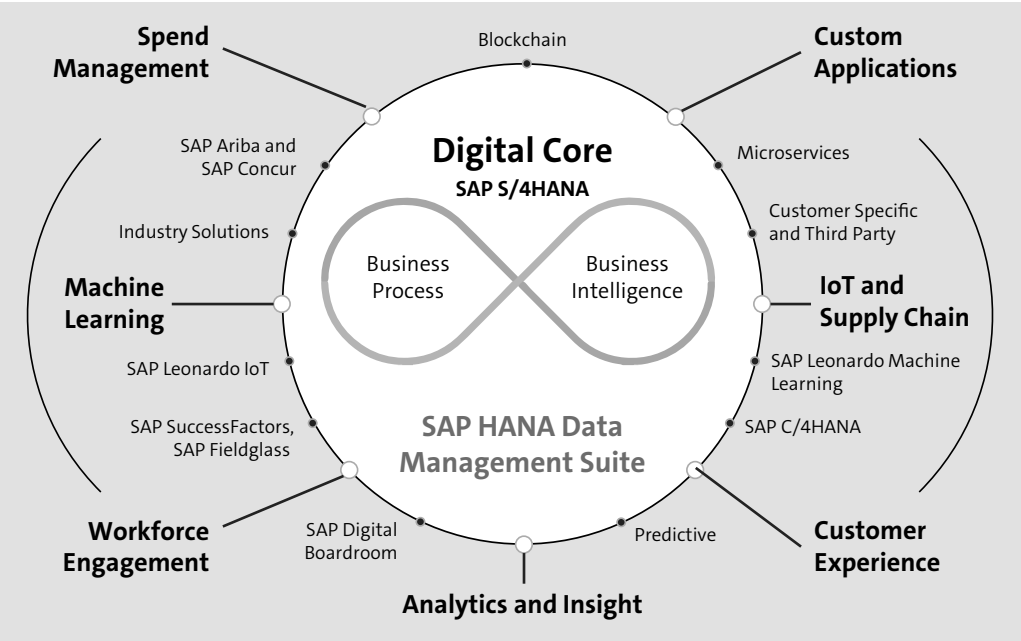 Spend
Management
Blockchain
Custom
Applications
SAP Ariba and
SAP Concur
Digital Core
SAP S/4HANA
Microservices
Industry Solutions
Customer Specific
and Third Party
Business
Process
Business
Intelligence
Machine
Learning
IoT and
Supply Chain
SAP Leonardo IoT
SAP Leonardo Machine
Learning
SAP SuccessFactors,
SAP Fieldglass
SAP HANA Data
Management Suite
SAP C/4HANA
Workforce
Engagement
SAP Digital
Boardroom
Predictive
Customer
Experience
Analytics and Insight